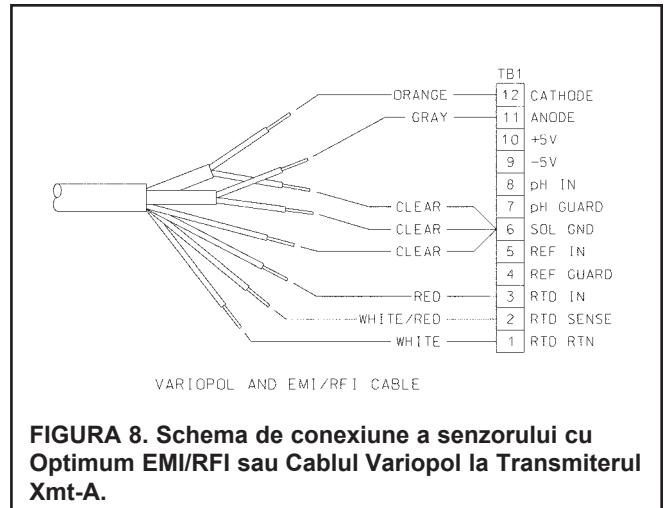 TB1
ORANGE 12 CATHODE
GRAY 11 ANODE
10 +5V
9 -5V
8 pH IN
CLEAR 7 pH GUARD
CLEAR 6 SOL GND
CLEAR 5 REF IN
4 REF GUARD
RED 3 RTD IN
WHITE/RED 2 RTD SENSE
WHITE 1 RTD RTN
VARIOPOL AND EMI/RFI CABLE
FIGURA 8. Schema de conexiune a senzorului cu
Optimum EMI/RFI sau Cablul Variopol la Transmiterul
Xmt-A.